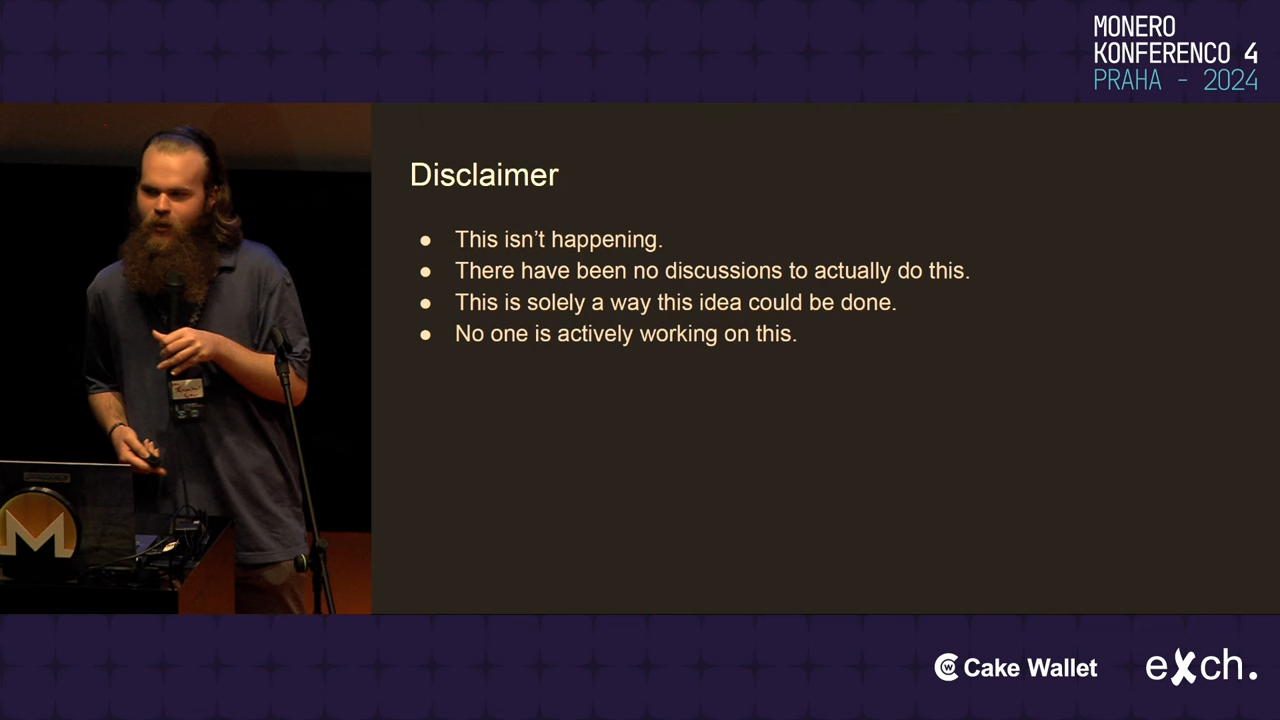 MONERO
KONFERENCO 4
PRAHA - 2024
Disclaimer
● This isn't happening.
● There have been no discussions to actually do this.
● This is solely a way this idea could be done.
● No one is actively working on this.
Cake Wallet
exch.